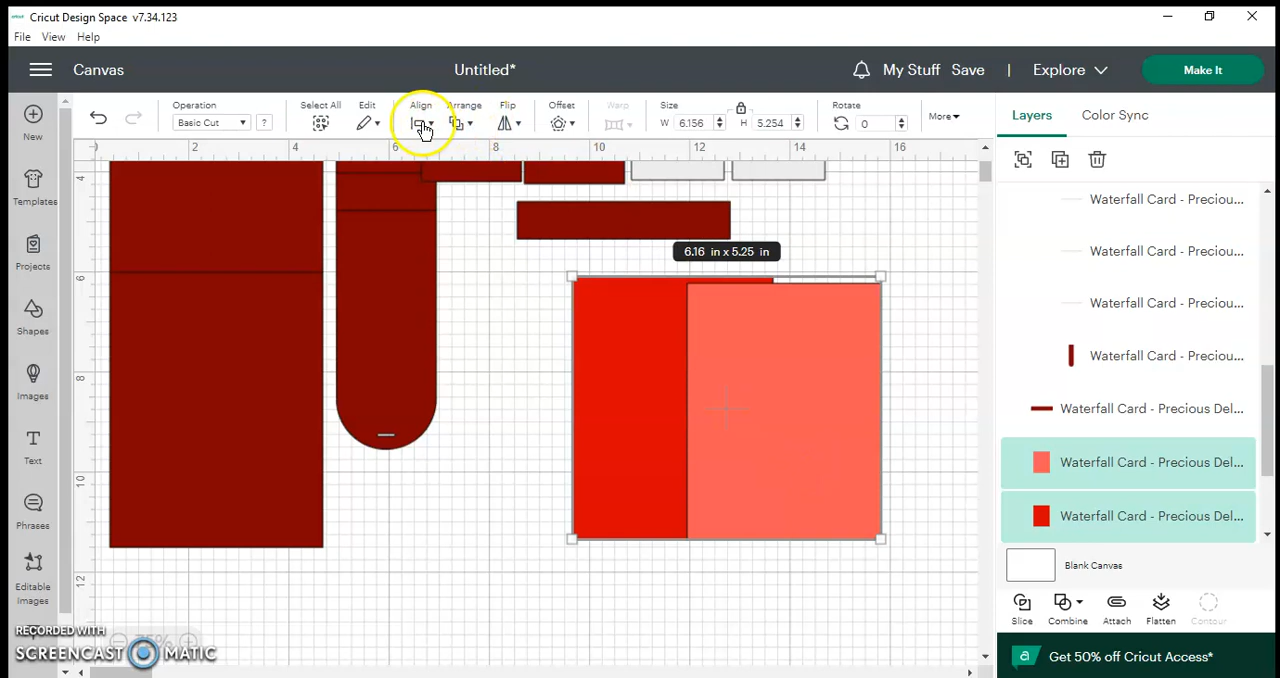 Cricut Design Space v7.34.123
File View Help
Canvas
Untitled*
My Stuff Save | Explore
Make It
Operation
Basic Cut
?
Select All
Edit
Align
Arrange
Flip
Offset
Warp
Size
W 6.156
H 5.254
Rotate
0
More
New
Templates
Projects
Shapes
Images
Text
Phrases
Editable
Images
0 2 4 6 8 10 12 14 16
4
6
8
10
12
6.16 in x 5.25 in
75%
Layers Color Sync
Waterfall Card - Precious...
Waterfall Card - Precious...
Waterfall Card - Precious...
Waterfall Card - Preciou...
Waterfall Card - Precious Del...
Waterfall Card - Precious Del...
Waterfall Card - Precious Del...
Blank Canvas
Slice
Combine
Attach
Flatten
Contour
a Get 50% off Cricut Access*
RECORDED WITH
SCREENCAST MATIC